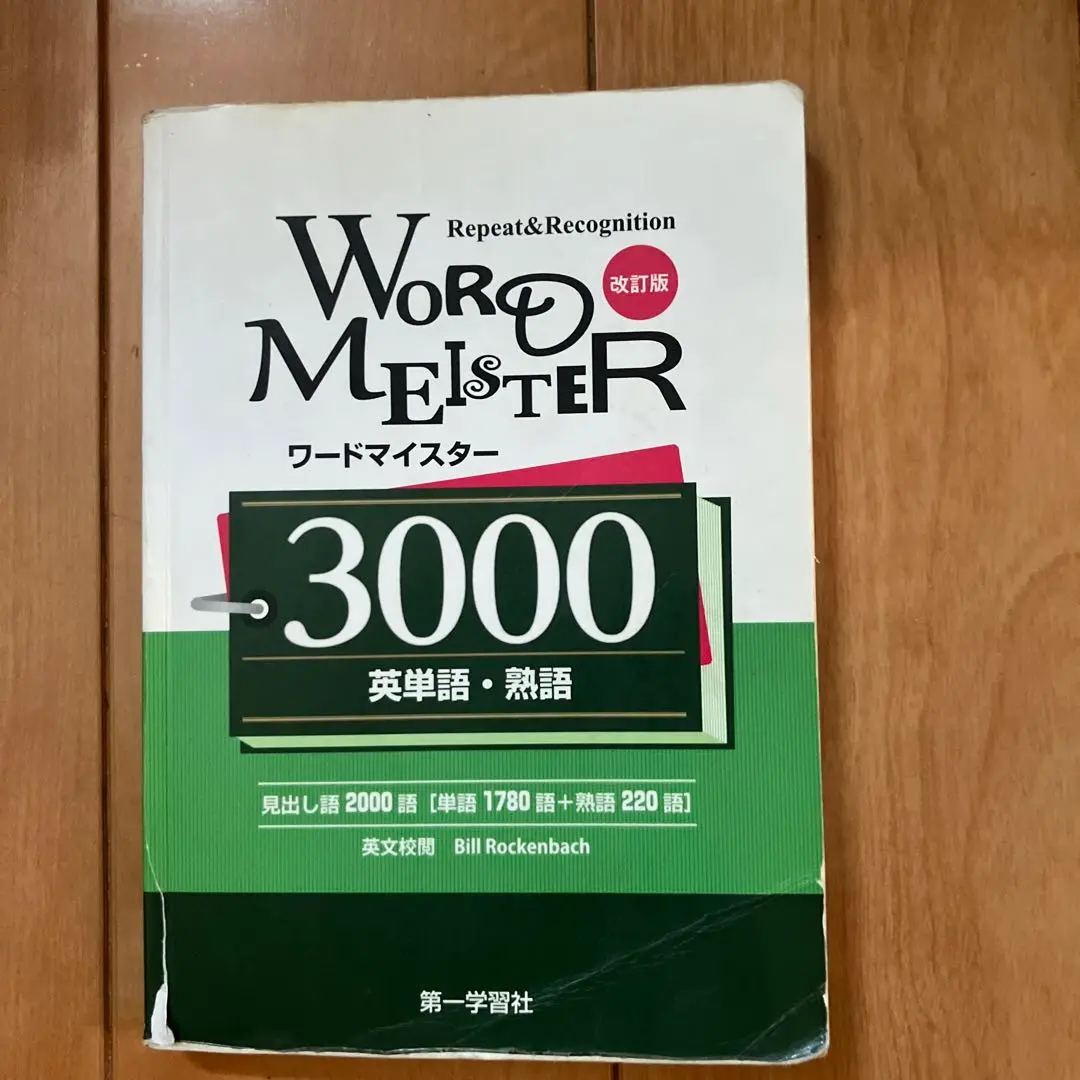 Repeat&Recognition
WORD
改訂版
MEISTER
ワードマイスター
3000
英単語・熟語
見出し語 2000 語［単語 1780 語＋熟語 220 語］
英文校閲　Bill Rockenbach
第一学習社